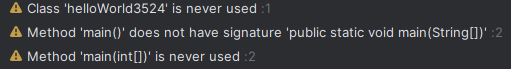 Class 'helloWorld3524' is never used :1
Method 'main()' does not have signature 'public static void main(String[])' :2
Method 'main(int[])' is never used :2